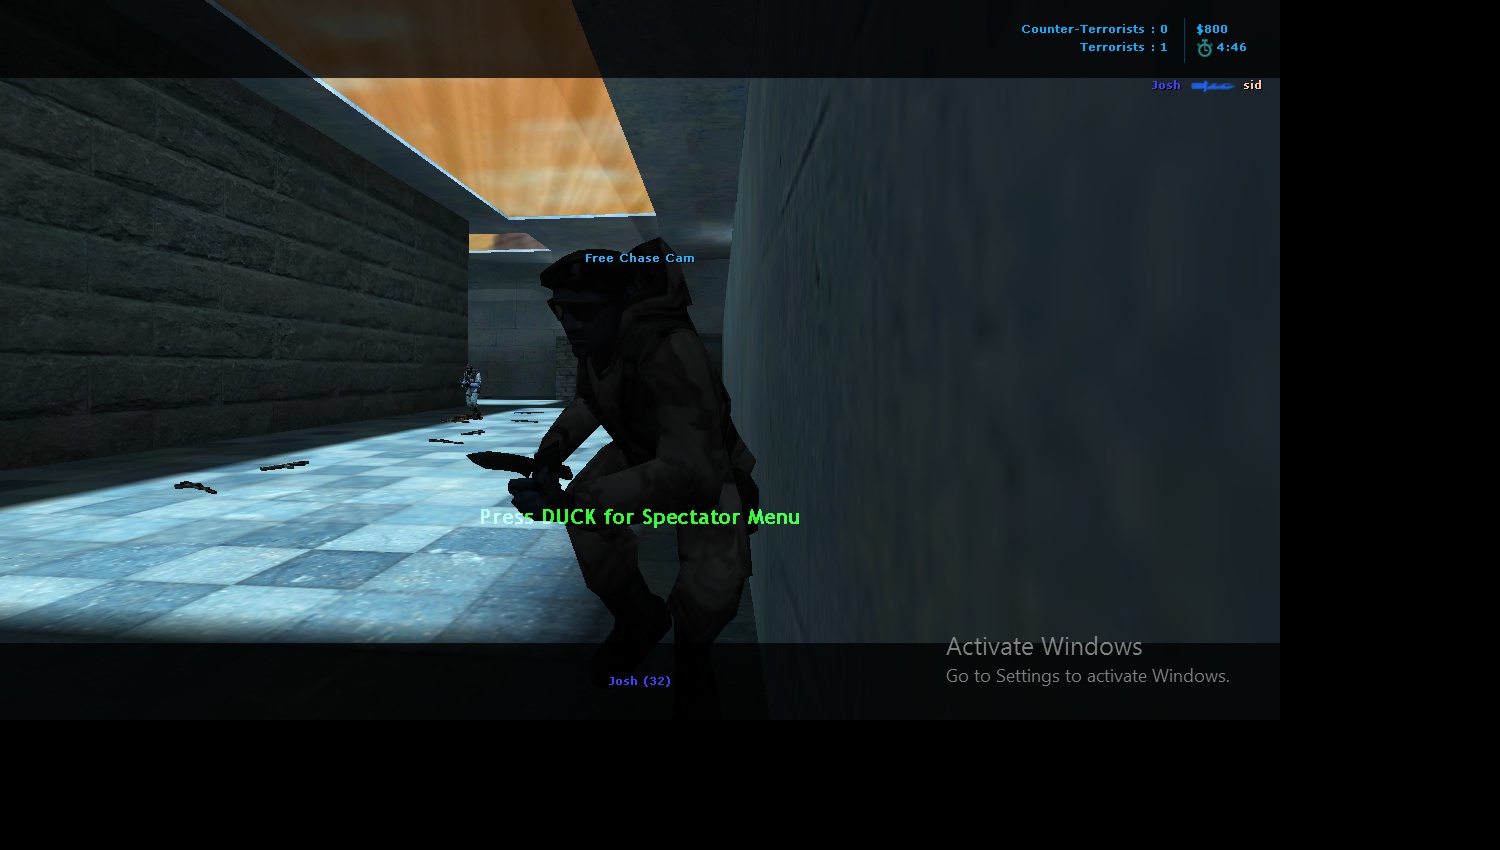 Counter-Terrorists : 0 $800
Terrorists : 1 4:46
Josh sid
Free Chase Cam
Press DUCK for Spectator Menu
Activate Windows
Go to Settings to activate Windows.
Josh (32)